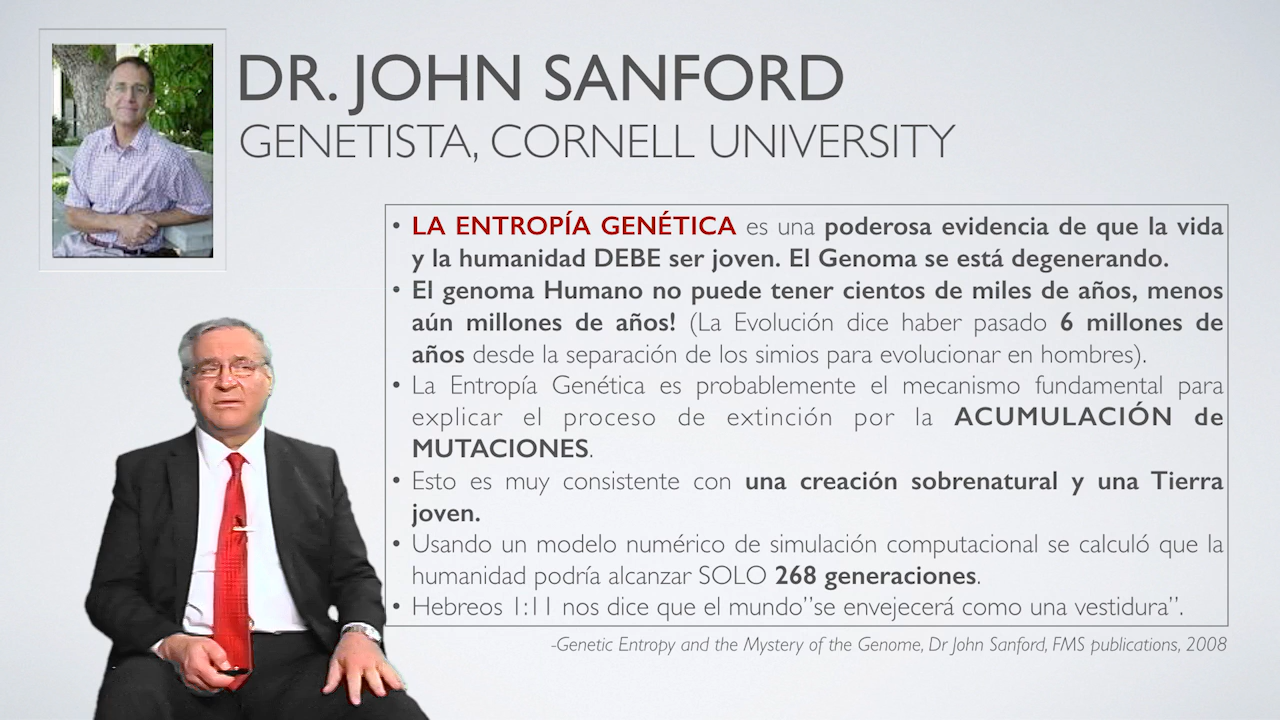 DR. JOHN SANFORD
GENETISTA, CORNELL UNIVERSITY
• LA ENTROPÍA GENÉTICA es una poderosa evidencia de que la vida
y la humanidad DEBE ser joven. El Genoma se está degenerando.
• El genoma Humano no puede tener cientos de miles de años, menos
aún millones de años! (La Evolución dice haber pasado 6 millones de
años desde la separación de los simios para evolucionar en hombres).
• La Entropía Genética es probablemente el mecanismo fundamental para
explicar el proceso de extinción por la ACUMULACIÓN de
MUTACIONES.
• Esto es muy consistente con una creación sobrenatural y una Tierra
joven.
• Usando un modelo numérico de simulación computacional se calculó que la
humanidad podría alcanzar SOLO 268 generaciones.
• Hebreos 1:11 nos dice que el mundo”se envejecerá como una vestidura”.
-Genetic Entropy and the Mystery of the Genome, Dr John Sanford, FMS publications, 2008